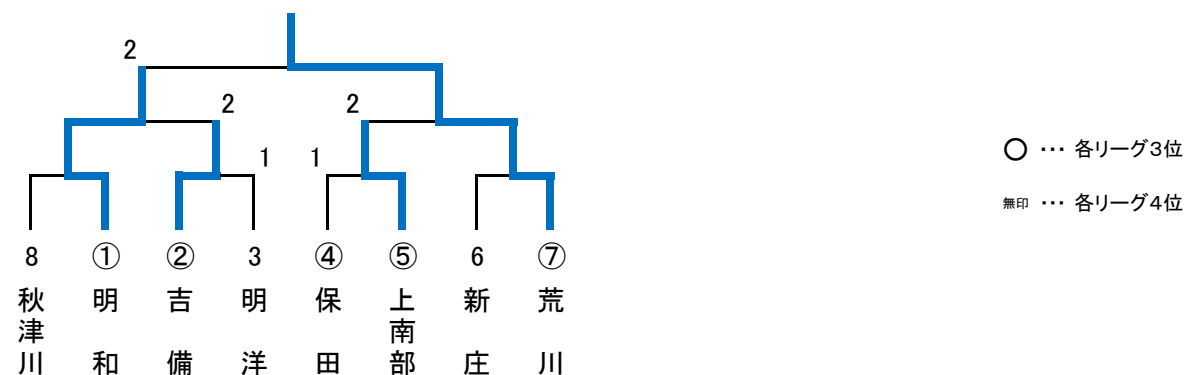 2
2
2
1
1
○ ・・・ 各リーグ3位
無印 ・・・ 各リーグ4位
8 ① ② 3 ④ ⑤ 6 ⑦
秋津川
明和
吉備
明洋
保田
上南部
新庄
荒川